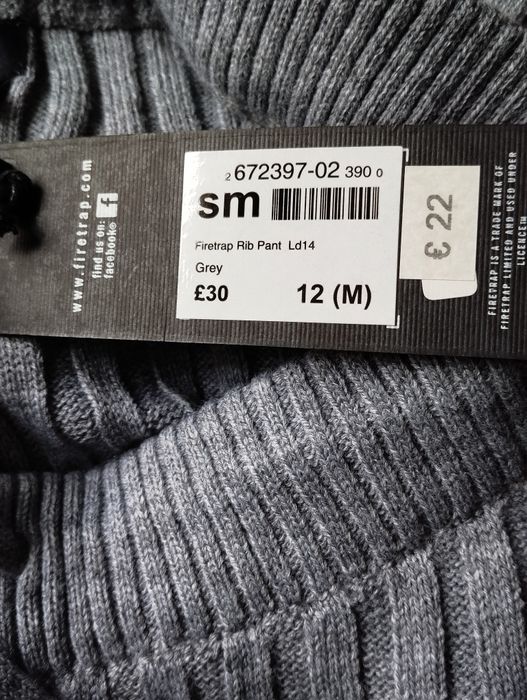 www.firetrap.com
find us on:
facebook®
f
2 672397-02 390 0
sm
Firetrap Rib Pant Ld14
Grey
£30 12 (M)
€ 22
FIRETRAP IS A TRADE MARK OF
FIRETRAP LIMITED AND USED UNDER
LICENCE™